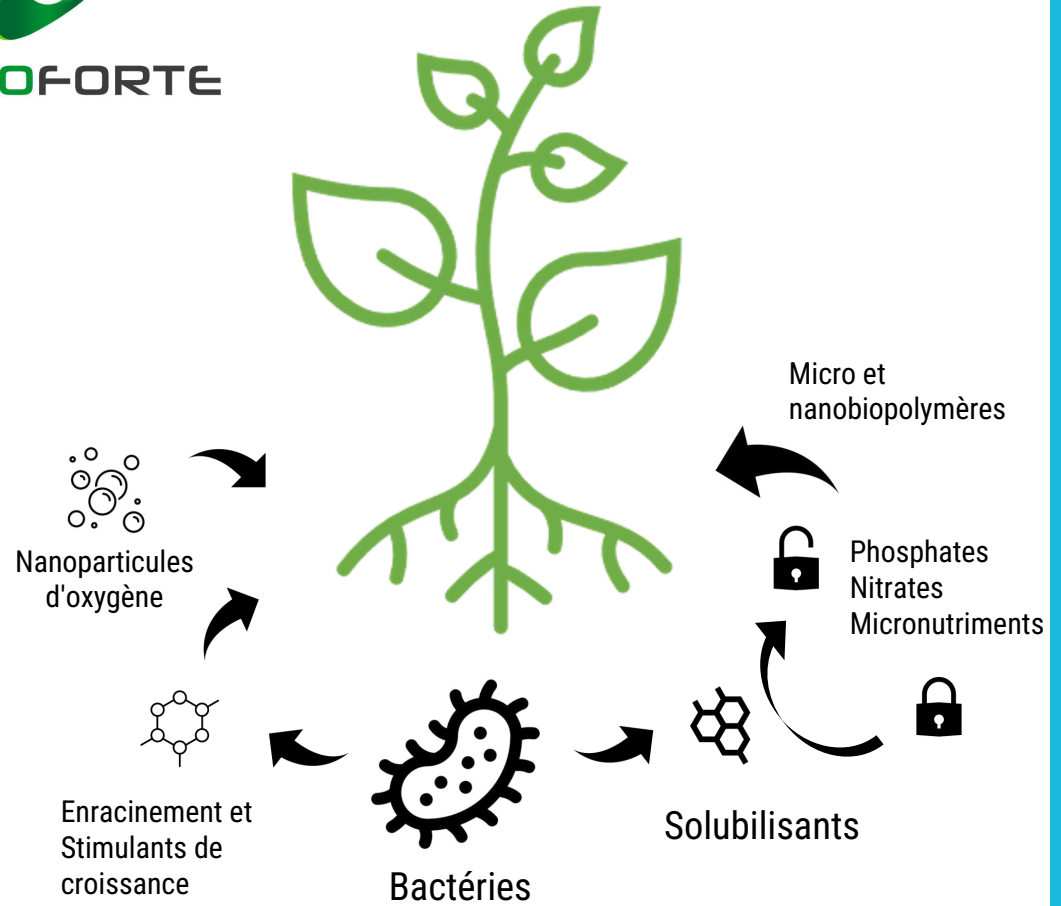 OFORTE
Micro et
nanobiopolymères
Nanoparticules
d'oxygène
Phosphates
Nitrates
Micronutriments
Enracinement et
Stimulants de
croissance
Bactéries
Solubilisants